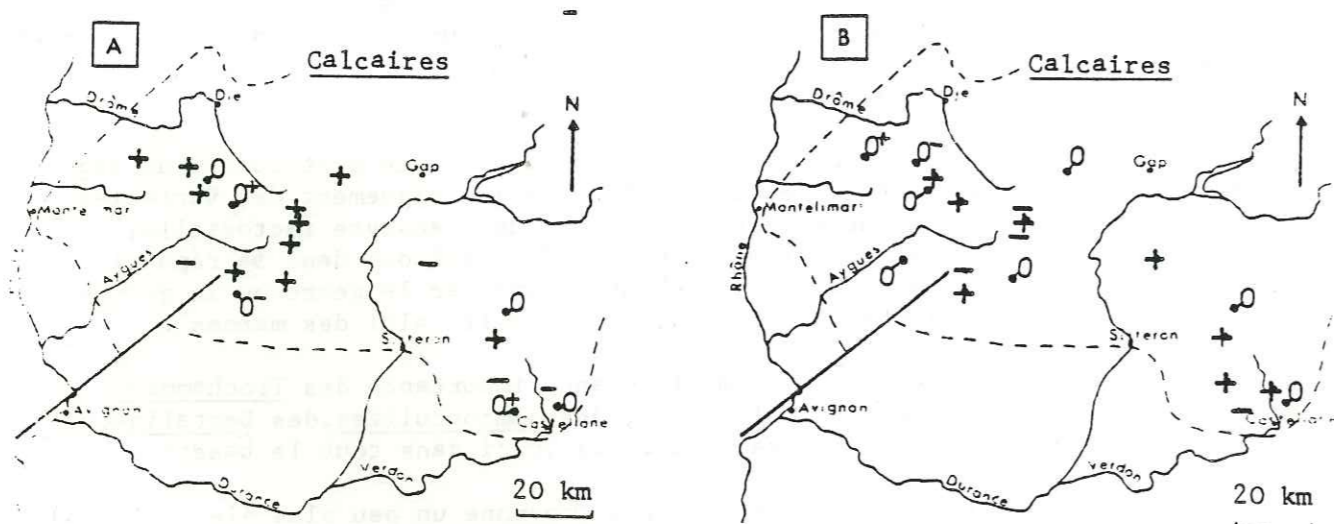 A
Calcaires
N
Drôme
Die
Gap
O
O+
Montelimar
Aygues
O-
O
Sisteron
O+
O
Castellane
Avignon
Verdon
Durance
20 km
B
Calcaires
N
Drôme
Die
O+
O-
O
Gap
O
Montelimar
Rhône
Aygues
O
O
O
Sisteron
O
Avignon
Castellane
Verdon
Durance
20 km